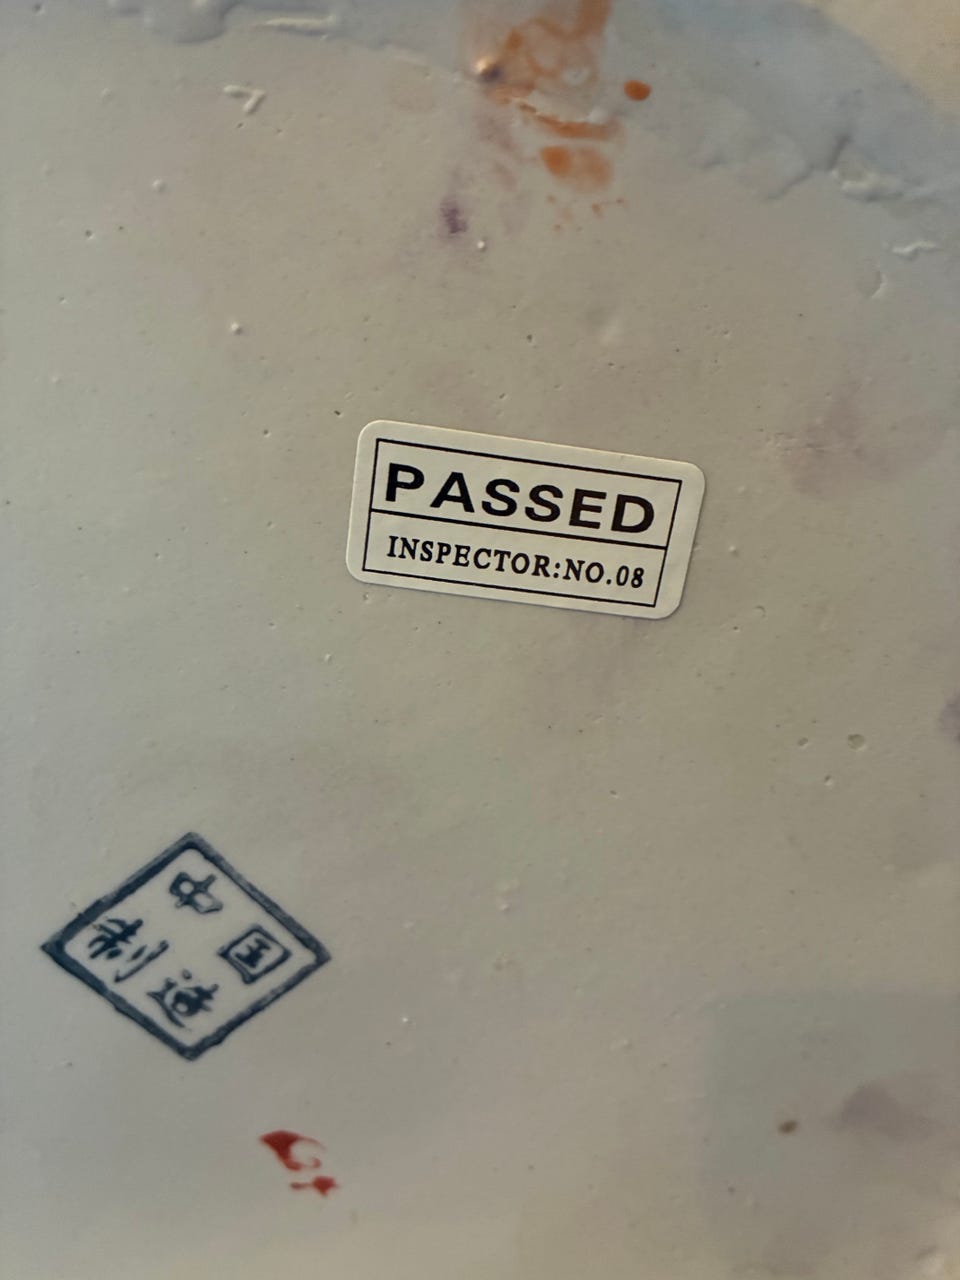 PASSED
INSPECTOR:NO.08
中国
制造